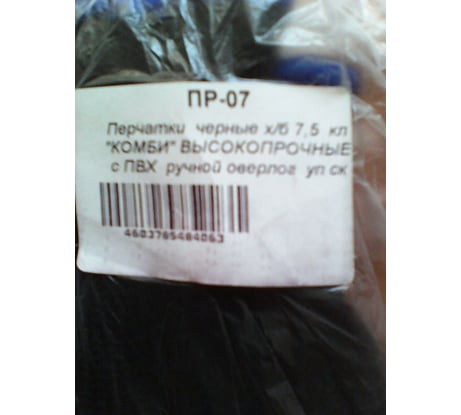 ПР-07
Перчатки черные х/б 7,5 кл
"КОМБИ" ВЫСОКОПРОЧНЫЕ
с ПВХ ручной оверлог уп ск
4603765484063